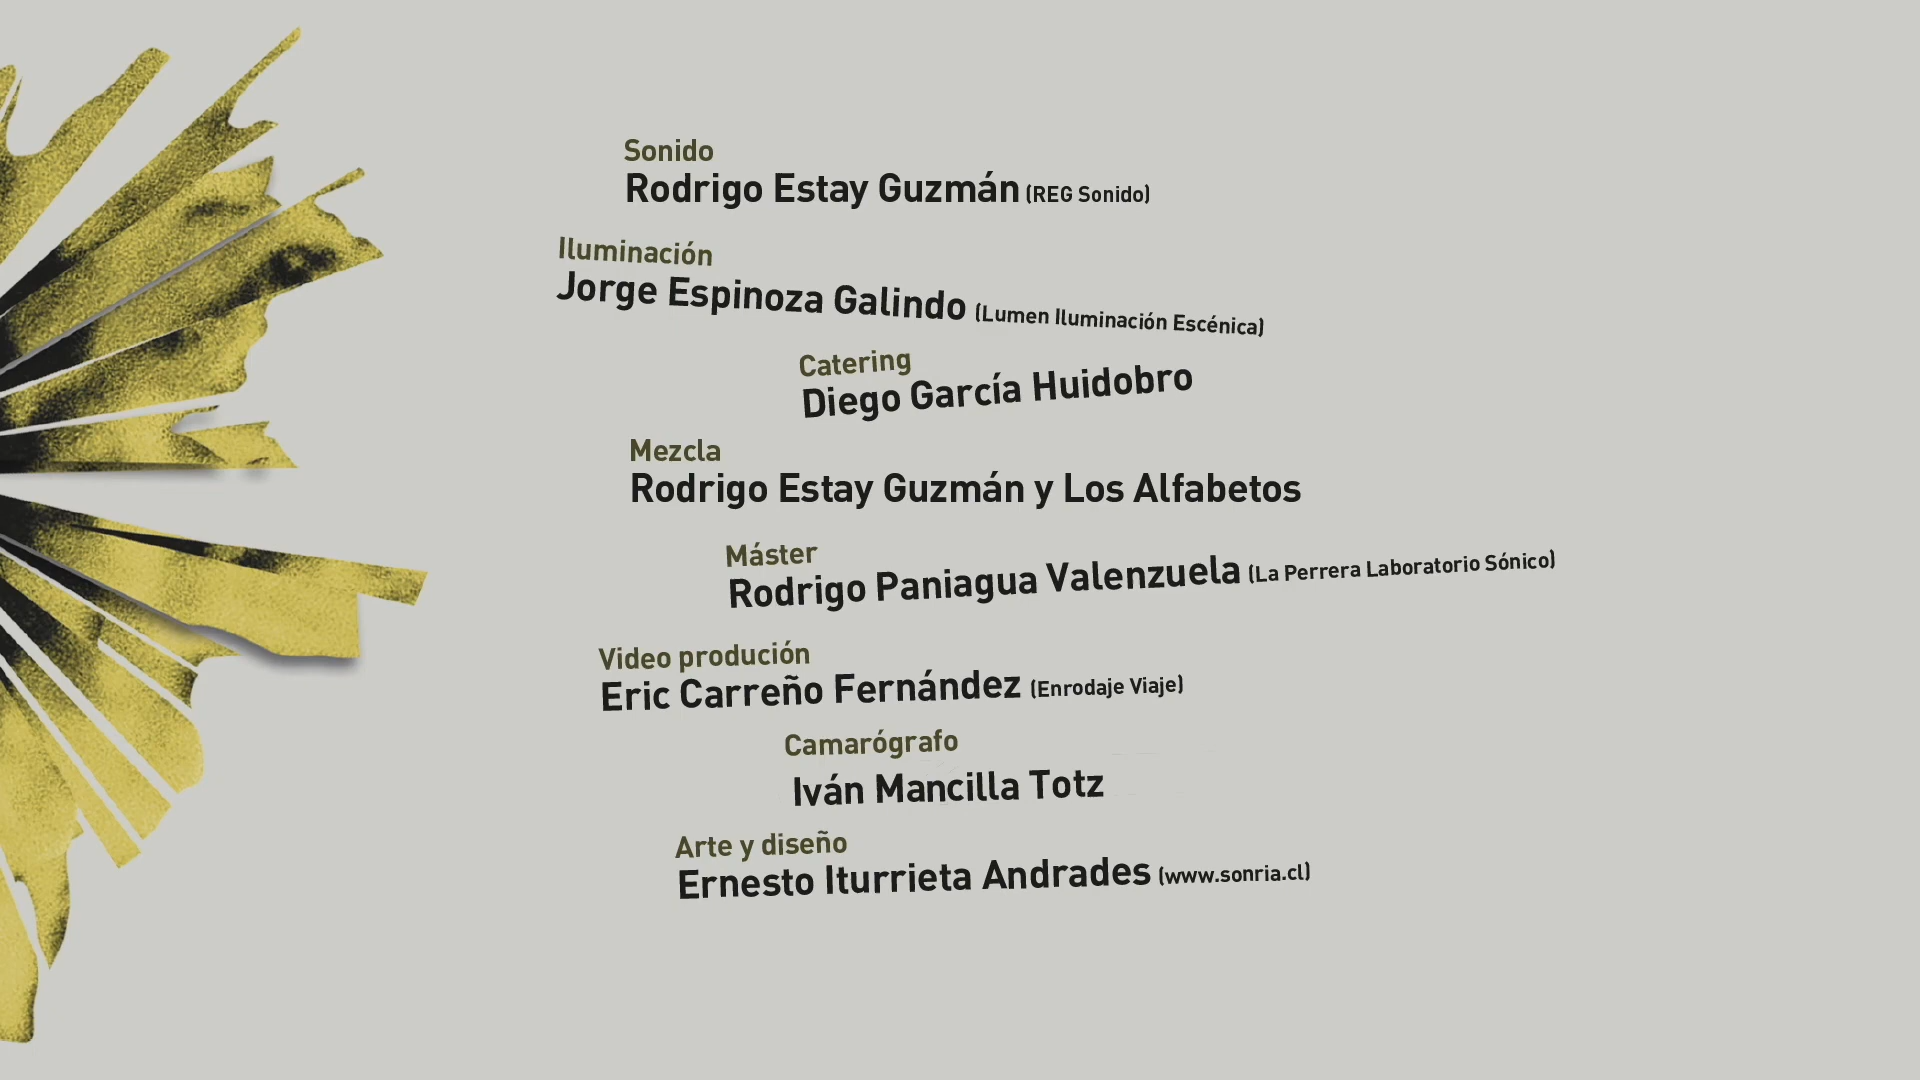 Sonido
Rodrigo Estay Guzmán (REG Sonido)
Iluminación
Jorge Espinoza Galindo (Lumen Iluminación Escénica)
Catering
Diego García Huidobro
Mezcla
Rodrigo Estay Guzmán y Los Alfabetos
Máster
Rodrigo Paniagua Valenzuela (La Perrera Laboratorio Sónico)
Video produción
Eric Carreño Fernández (Enrodaje Viaje)
Camarógrafo
Iván Mancilla Totz
Arte y diseño
Ernesto Iturrieta Andrades (www.sonria.cl)